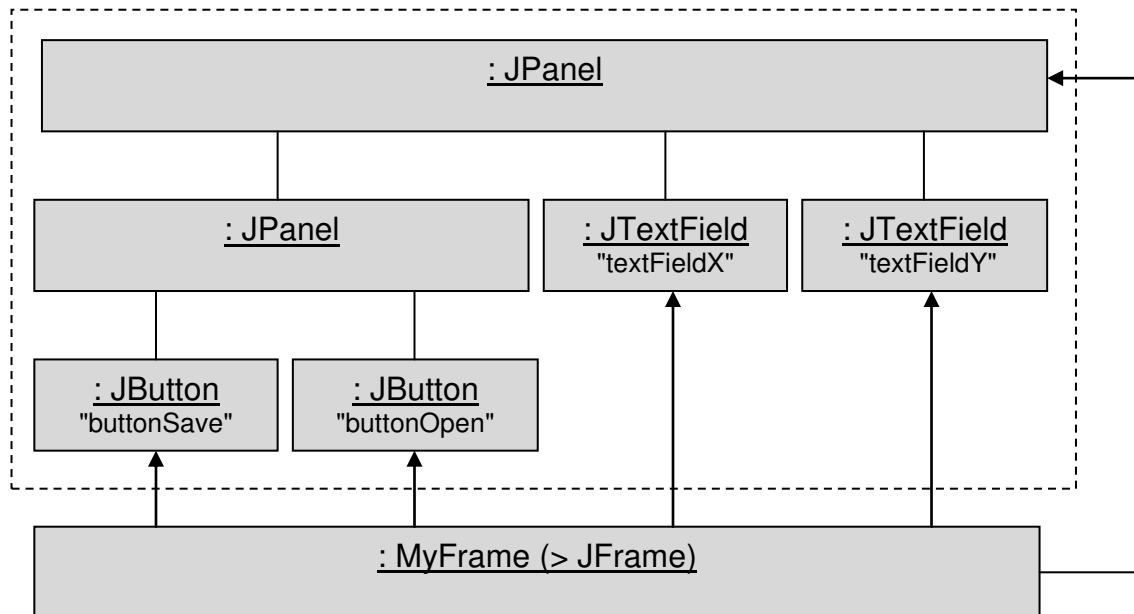 : JPanel
: JPanel
: JTextField
"textFieldX"
: JTextField
"textFieldY"
: JButton
"buttonSave"
: JButton
"buttonOpen"
: MyFrame (> JFrame)